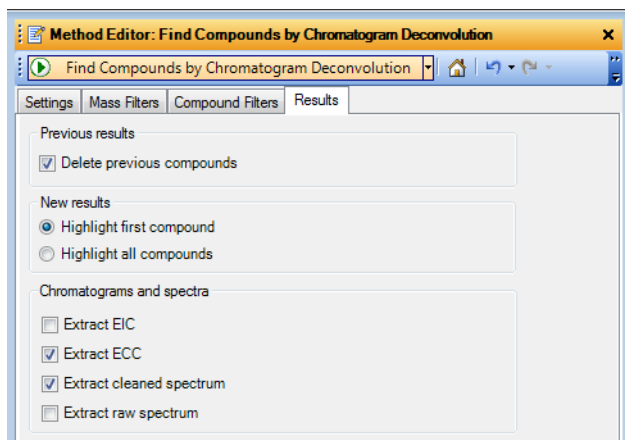 Method Editor: Find Compounds by Chromatogram Deconvolution
Find Compounds by Chromatogram Deconvolution
Settings Mass Filters Compound Filters Results
Previous results
Delete previous compounds
New results
Highlight first compound
Highlight all compounds
Chromatograms and spectra
Extract EIC
Extract ECC
Extract cleaned spectrum
Extract raw spectrum